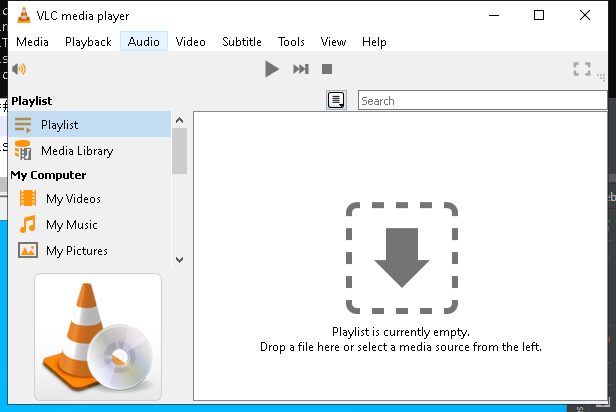 VLC media player
Media Playback Audio Video Subtitle Tools View Help
Playlist
Search
Playlist
Media Library
My Computer
My Videos
My Music
My Pictures
Playlist is currently empty.
Drop a file here or select a media source from the left.